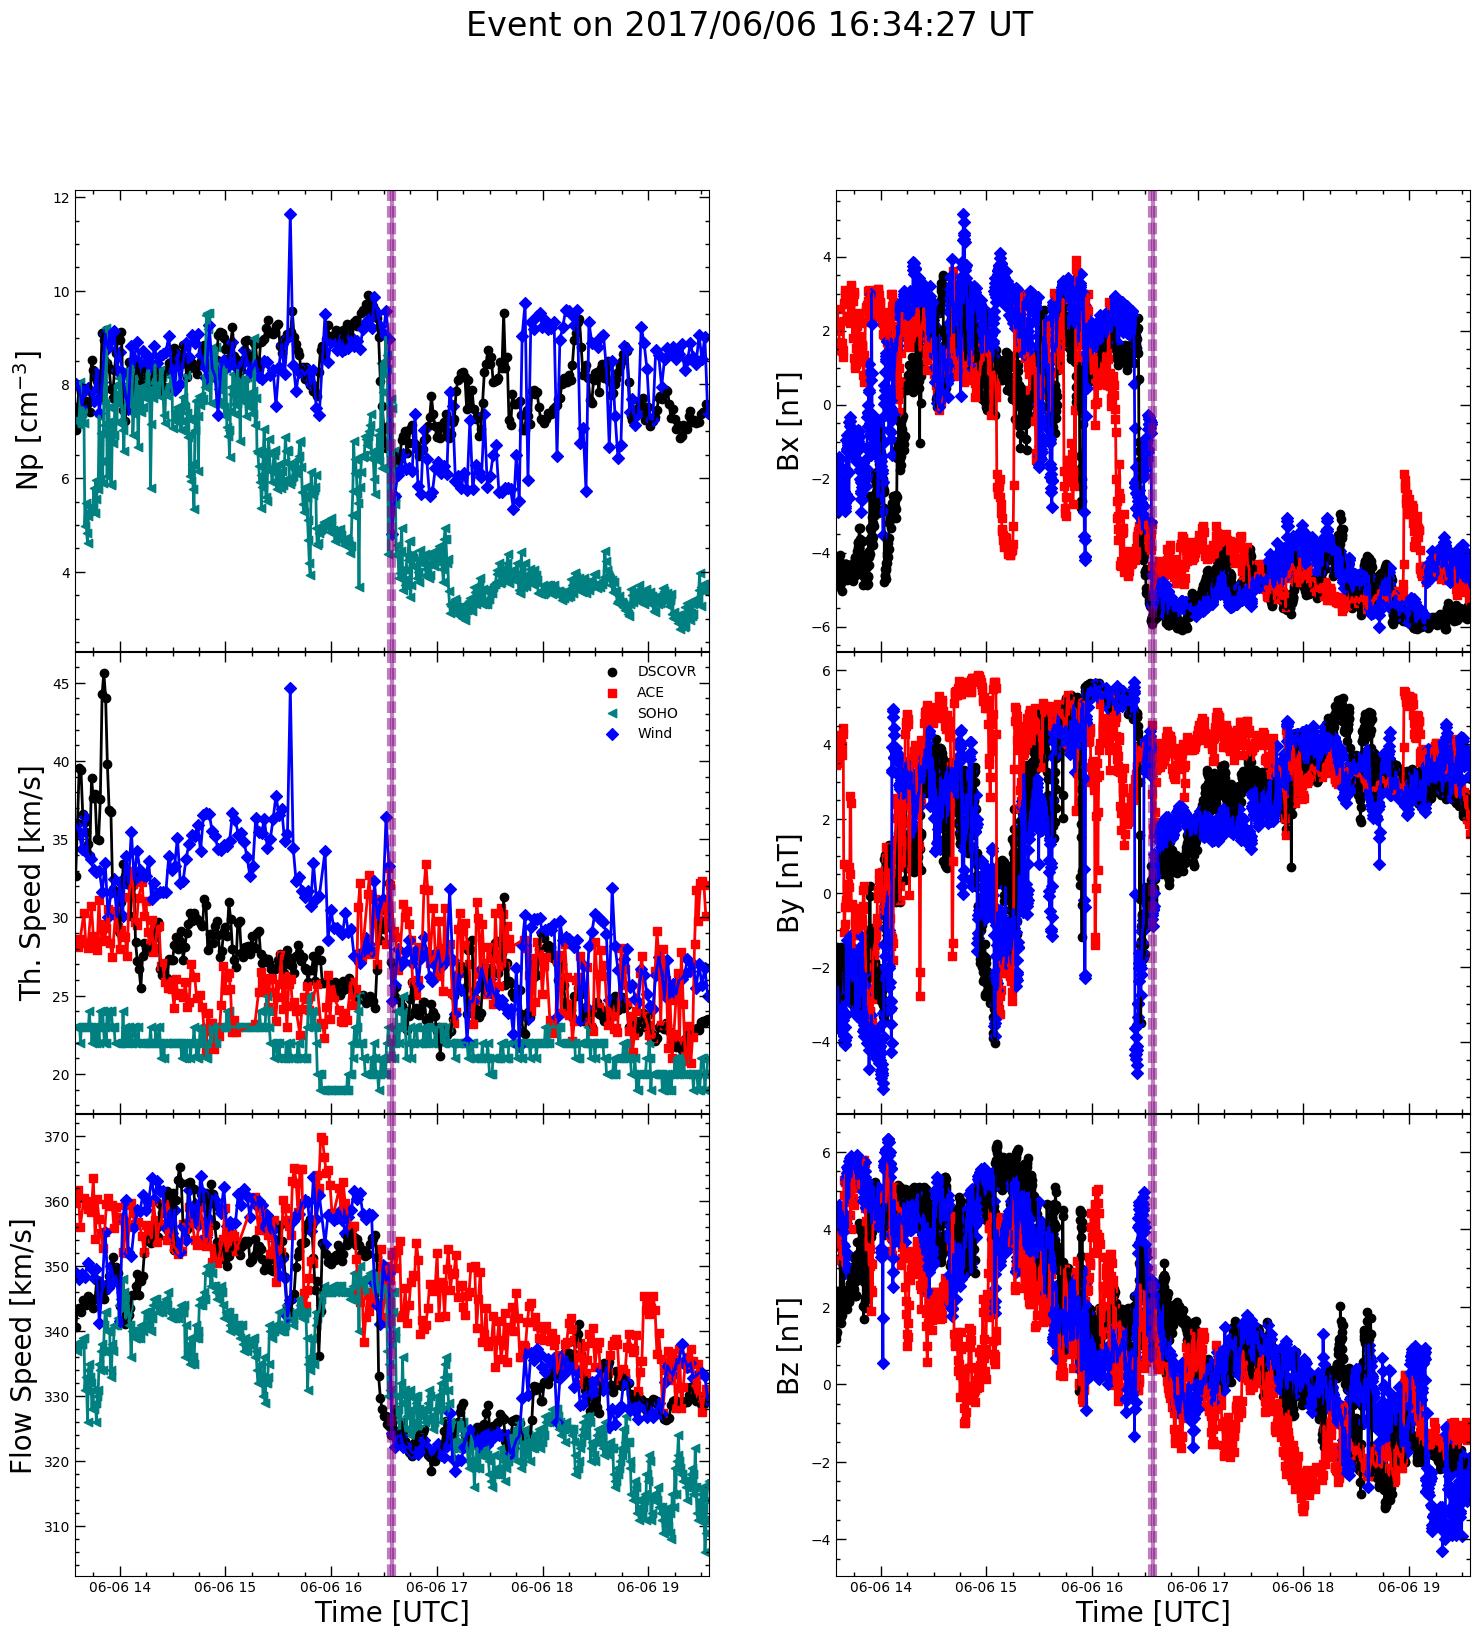 Event on 2017/06/06 16:34:27 UT
12
10
8
6
4
Np [cm⁻³]
45
40
35
30
25
20
Th. Speed [km/s]
DSCOVR
ACE
SOHO
Wind
370
360
350
340
330
320
310
Flow Speed [km/s]
06-06 14 06-06 15 06-06 16 06-06 17 06-06 18 06-06 19
Time [UTC]
4
2
0
−2
−4
−6
Bx [nT]
6
4
2
0
−2
−4
By [nT]
6
4
2
0
−2
−4
Bz [nT]
06-06 14 06-06 15 06-06 16 06-06 17 06-06 18 06-06 19
Time [UTC]